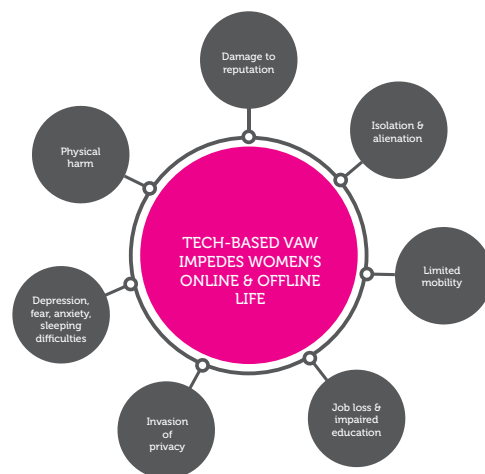 Damage to
reputation
Isolation &
alienation
Physical
harm
TECH-BASED VAW
IMPEDES WOMEN'S
ONLINE & OFFLINE
LIFE
Limited
mobility
Depression,
fear, anxiety,
sleeping
difficulties
Job loss &
impaired
education
Invasion
of
privacy